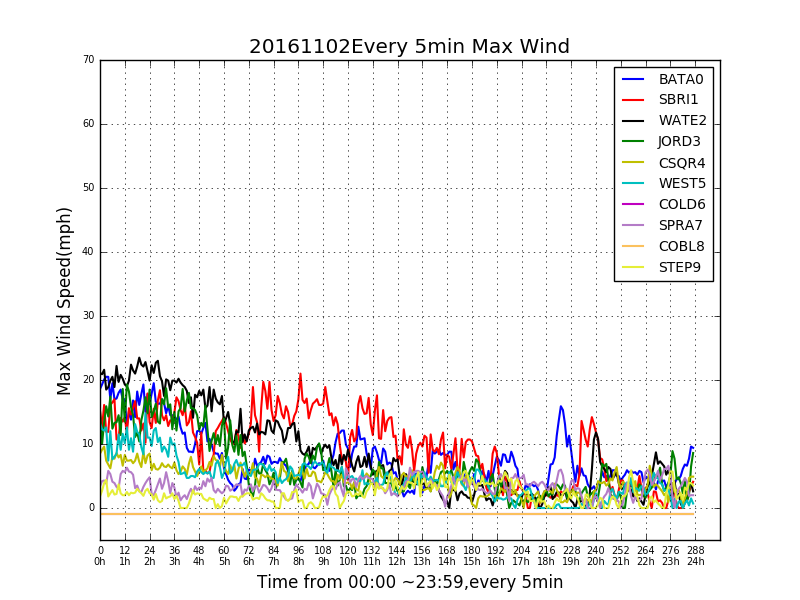 20161102Every 5min Max Wind
70
60
50
40
30
20
10
0
Max Wind Speed(mph)
BATA0
SBRI1
WATE2
JORD3
CSQR4
WEST5
COLD6
SPRA7
COBL8
STEP9
0 12 24 36 48 60 72 84 96 108 120 132 144 156 168 180 192 204 216 228 240 252 264 276 288
0h 1h 2h 3h 4h 5h 6h 7h 8h 9h 10h 11h 12h 13h 14h 15h 16h 17h 18h 19h 20h 21h 22h 23h 24h
Time from 00:00 ~23:59,every 5min